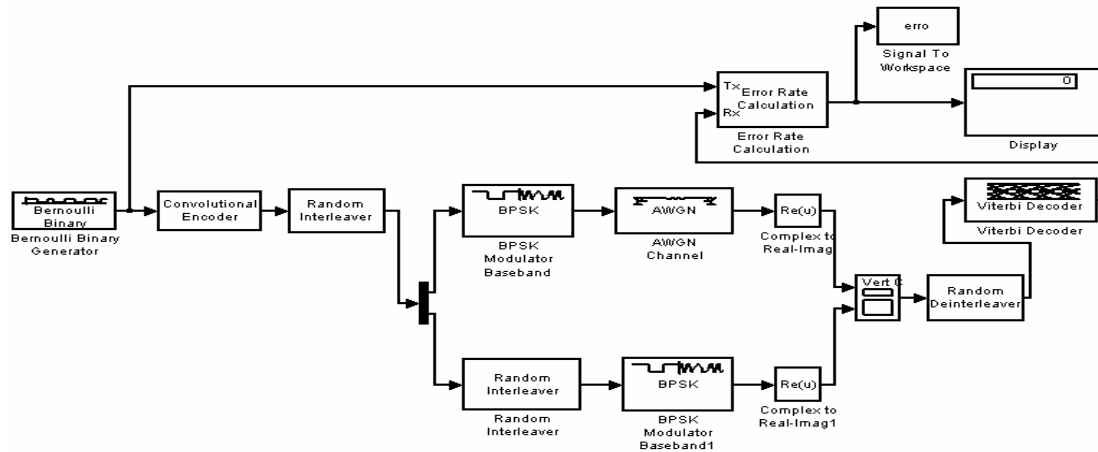 erro
Signal To
Workspace
Tx
Rx
Error Rate
Calculation
Error Rate
Calculation
0
Display
Bernoulli
Binary
Bernoulli Binary
Generator
Convolutional
Encoder
Random
Interleaver
BPSK
BPSK
Modulator
Baseband
AWGN
AWGN
Channel
Re(u)
Complex to
Real-Imag
Viterbi Decoder
Viterbi Decoder
Vert C
Random
Deinterleaver
Random
Interleaver
Random
Interleaver
BPSK
BPSK
Modulator
Baseband1
Re(u)
Complex to
Real-Imag1